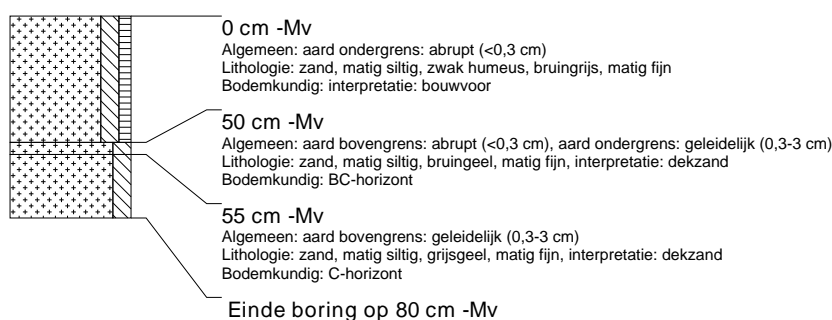 0 cm -Mv
Algemeen: aard ondergrens: abrupt (<0,3 cm)
Lithologie: zand, matig siltig, zwak humeus, bruingrijs, matig fijn
Bodemkundig: interpretatie: bouwvoor
50 cm -Mv
Algemeen: aard bovengrens: abrupt (<0,3 cm), aard ondergrens: geleidelijk (0,3-3 cm)
Lithologie: zand, matig siltig, bruingeel, matig fijn, interpretatie: dekzand
Bodemkundig: BC-horizont
55 cm -Mv
Algemeen: aard bovengrens: geleidelijk (0,3-3 cm)
Lithologie: zand, matig siltig, grijsgeel, matig fijn, interpretatie: dekzand
Bodemkundig: C-horizont
Einde boring op 80 cm -Mv